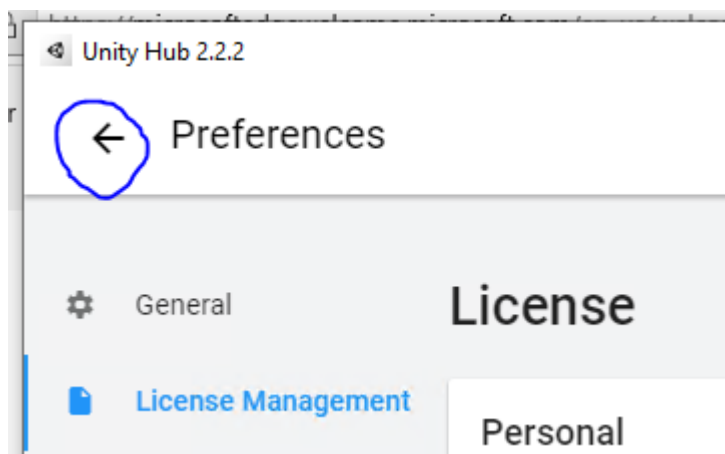 Unity Hub 2.2.2
Preferences
General
License
License Management
Personal